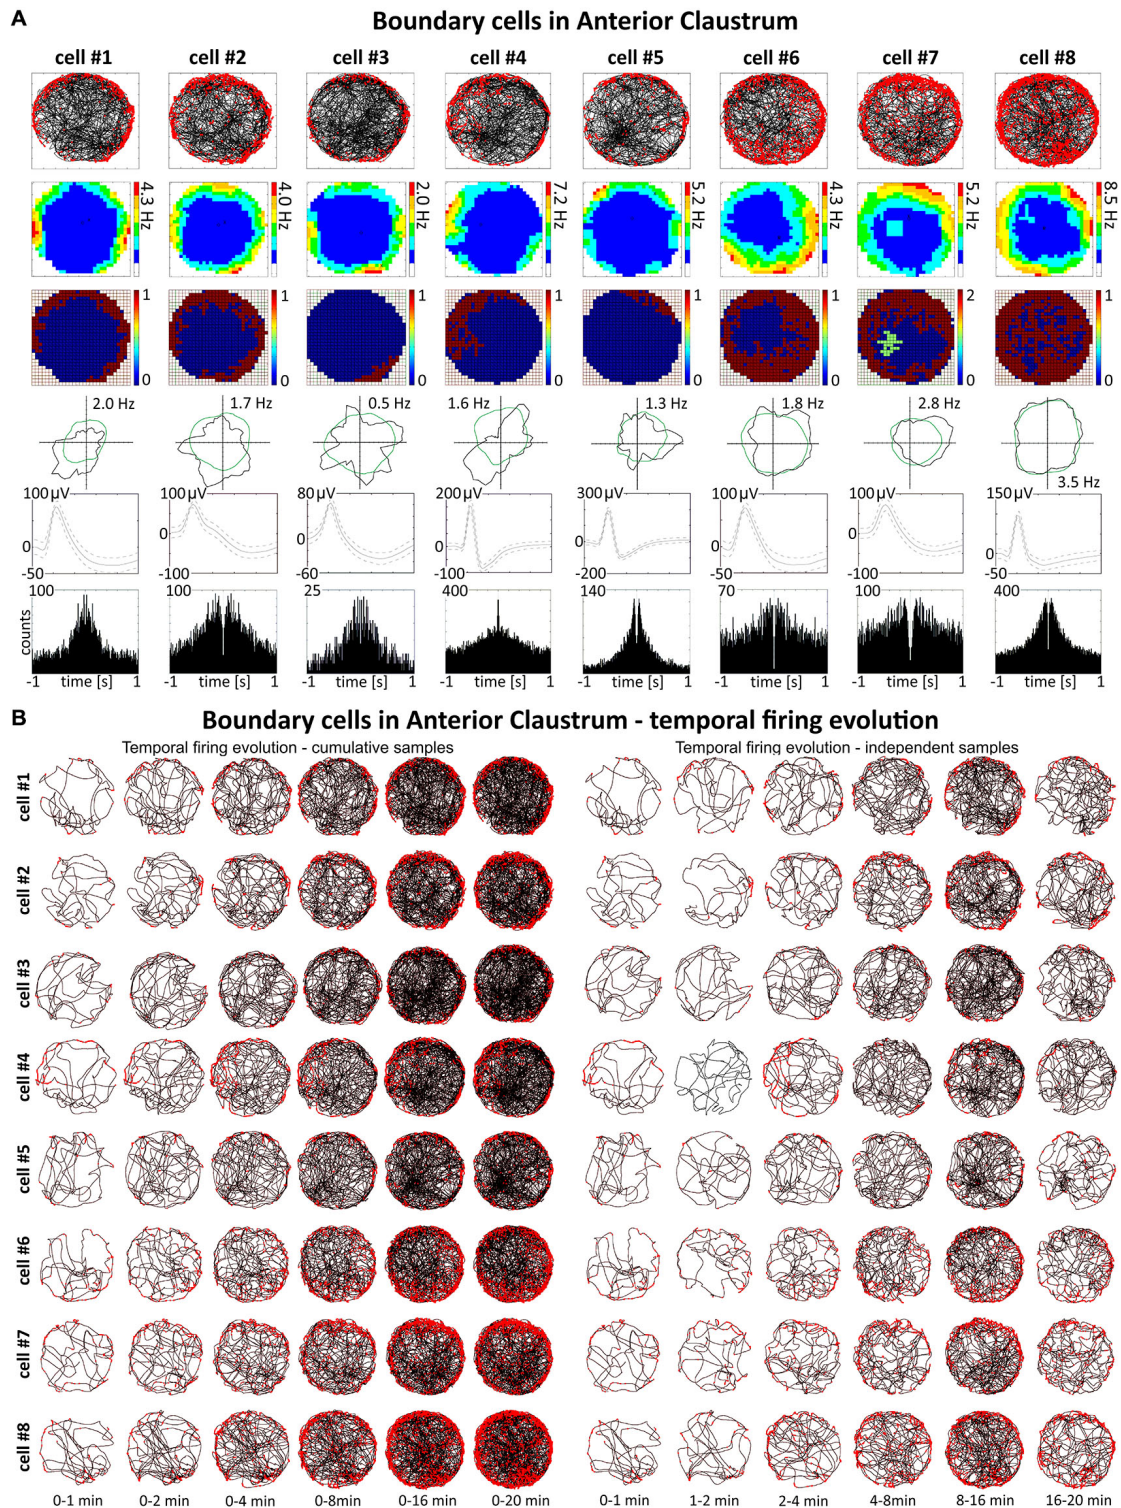 A
Boundary cells in Anterior Claustrum
cell #1 cell #2 cell #3 cell #4 cell #5 cell #6 cell #7 cell #8
4.3 Hz 4.0 Hz 2.0 Hz 7.2 Hz 5.2 Hz 4.3 Hz 5.2 Hz 8.5 Hz
1 1 1 1 1 1 2 1
0 0 0 0 0 0 0 0
2.0 Hz 1.7 Hz 0.5 Hz 1.6 Hz 1.3 Hz 1.8 Hz 2.8 Hz 3.5 Hz
100 µV 100 µV 80 µV 200 µV 300 µV 100 µV 100 µV 150 µV
0 0 0 0 0 0 0 0
-50 -100 -60 -100 -200 -100 -100 -50
100 100 25 400 140 70 100 400
counts
-1 time [s] 1 -1 time [s] 1 -1 time [s] 1 -1 time [s] 1 -1 time [s] 1 -1 time [s] 1 -1 time [s] 1 -1 time [s] 1
B
Boundary cells in Anterior Claustrum - temporal firing evolution
Temporal firing evolution - cumulative samples Temporal firing evolution - independent samples
cell #1
cell #2
cell #3
cell #4
cell #5
cell #6
cell #7
cell #8
0-1 min 0-2 min 0-4 min 0-8min 0-16 min 0-20 min 0-1 min 1-2 min 2-4 min 4-8min 8-16 min 16-20 min